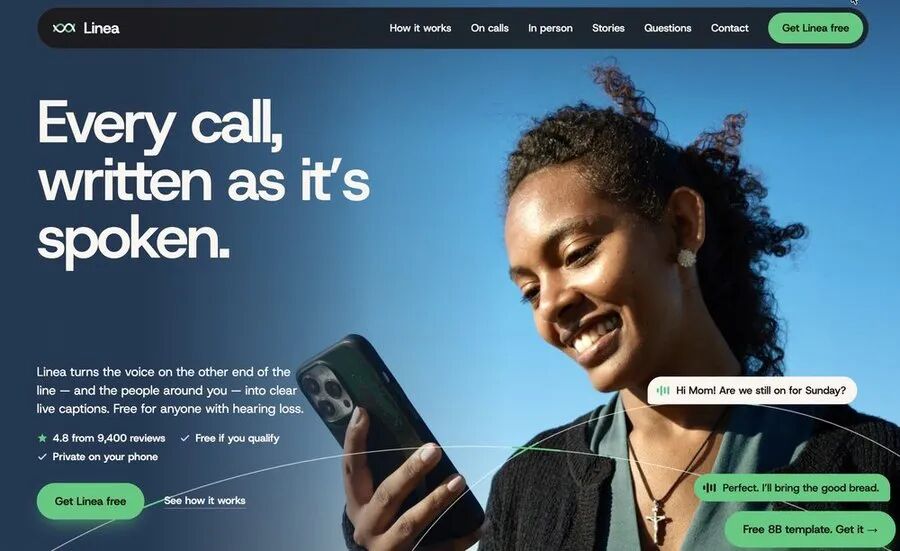 Linea
How it works
On calls
In person
Stories
Questions
Contact
Get Linea free
Every call,
written as it's
spoken.
Linea turns the voice on the other end of the
line — and the people around you — into clear
live captions. Free for anyone with hearing loss.
4.8 from 9,400 reviews
Free if you qualify
Private on your phone
Get Linea free
See how it works
Hi Mom! Are we still on for Sunday?
Perfect. I'll bring the good bread.
Free 8B template. Get it →